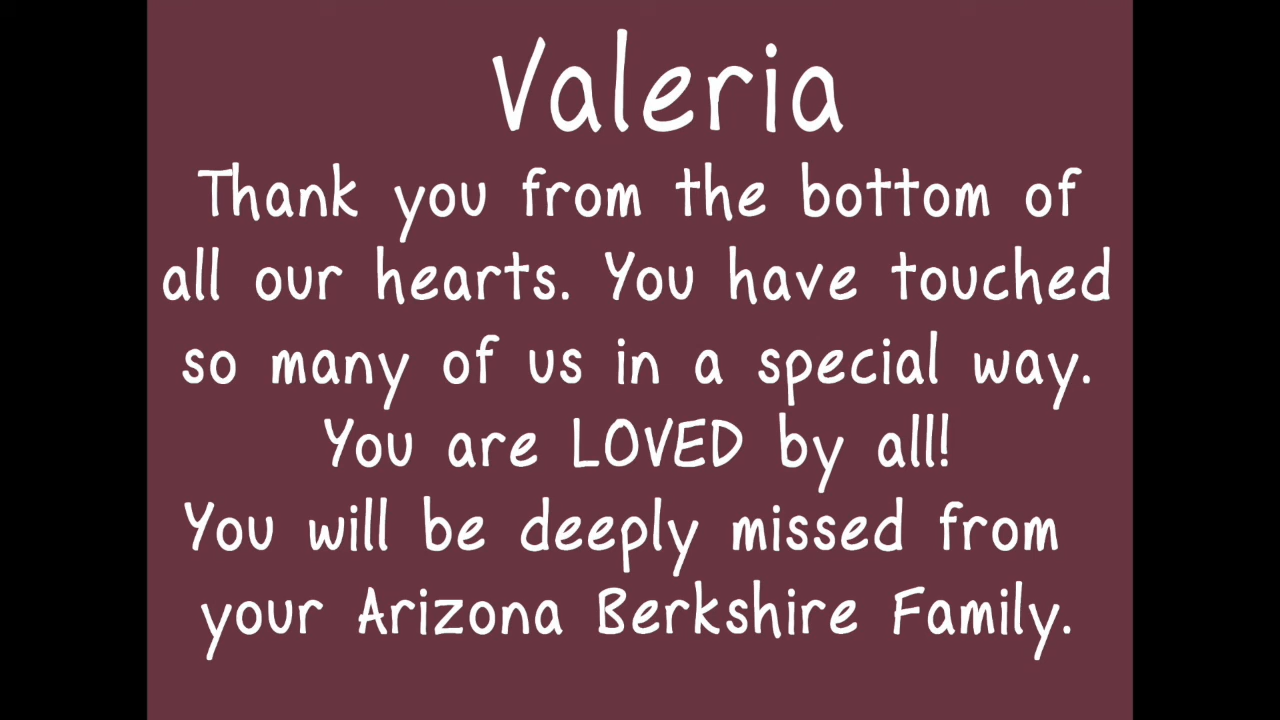 Valeria
Thank you from the bottom of
all our hearts. You have touched
so many of us in a special way.
You are LOVED by all!
You will be deeply missed from
your Arizona Berkshire Family.